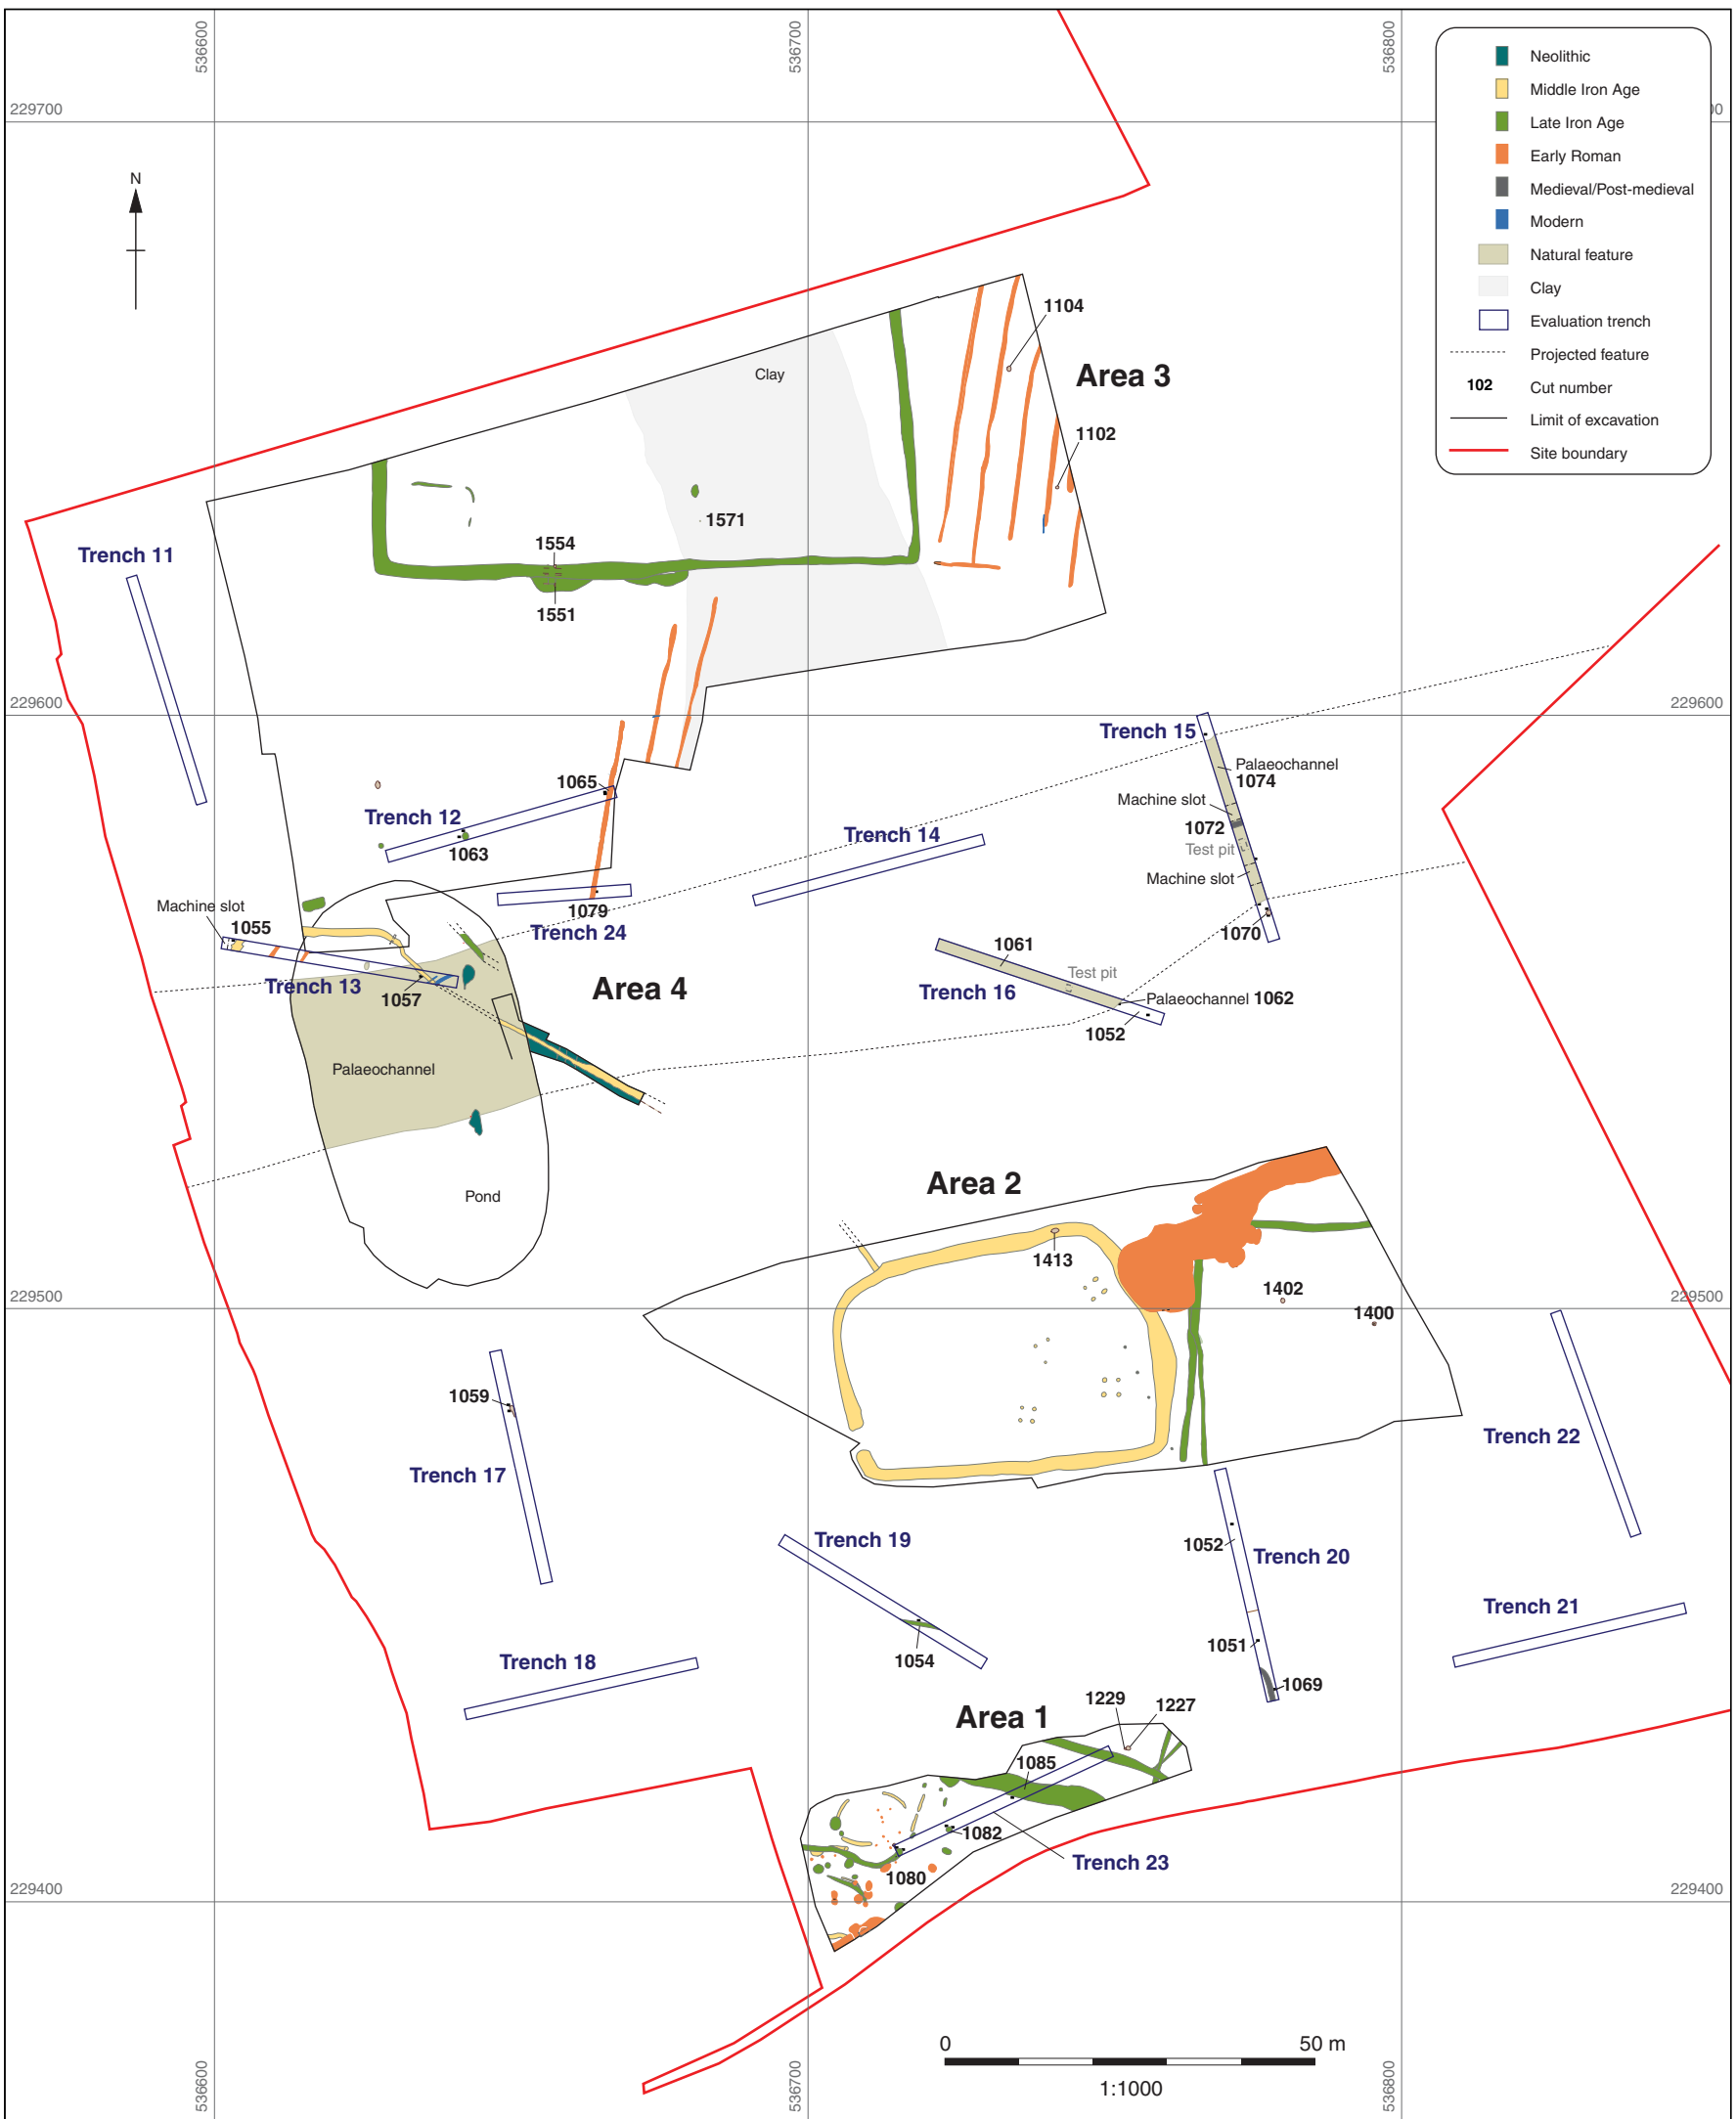 536600
536700
536800
Neolithic
Middle Iron Age
Late Iron Age
Early Roman
Medieval/Post-medieval
Modern
Natural feature
Clay
Evaluation trench
Projected feature
102 Cut number
Limit of excavation
Site boundary
229700
00
N
1104
Clay
Area 3
1102
1571
1554
Trench 11
1551
229600
229600
Trench 15
Palaeochannel
1074
1065
Machine slot
Trench 12
1072
Trench 14
1063
Test pit
Machine slot
Machine slot
1079
1055
Trench 24
1070
1061
Test pit
Trench 13
Area 4
Trench 16
1057
Palaeochannel 1062
1052
Palaeochannel
Area 2
Pond
1413
1402
229500
229500
1400
1059
Trench 22
Trench 17
Trench 19
1052
Trench 20
Trench 21
1051
1054
Trench 18
1069
1229
1227
Area 1
1085
1082
Trench 23
1080
229400
229400
0
50 m
1:1000
536600
536700
536800